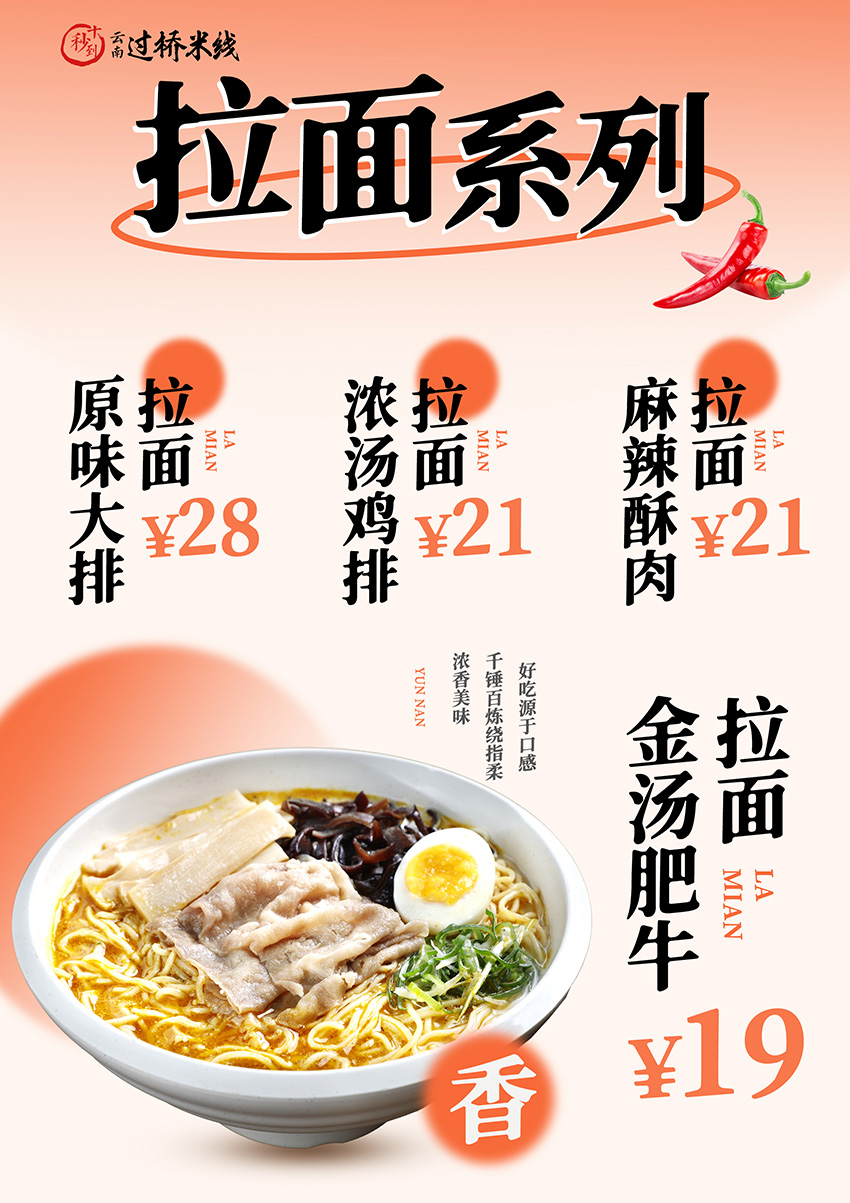 十秒到
云南过桥米线
拉面系列
拉面
原味大排
LA
MIAN
¥28
拉面
浓汤鸡排
LA
MIAN
¥21
拉面
麻辣酥肉
LA
MIAN
¥21
好吃源于口感
千锤百炼绕指柔
浓香美味
YUN NAN
拉面
金汤肥牛
LA
MIAN
¥19
香